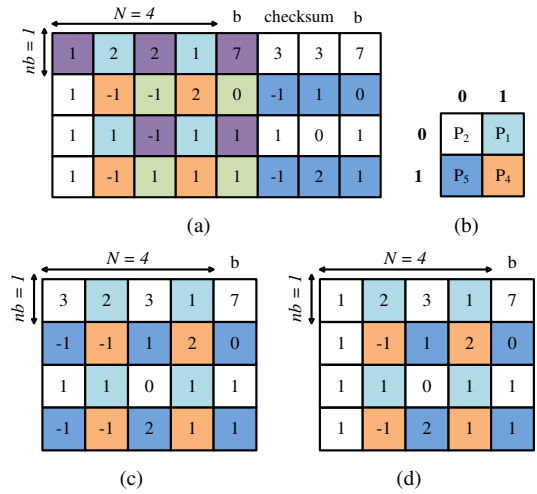 N = 4 b checksum b
nb = 1
1 2 2 1 7 3 3 7
1 -1 -1 2 0 -1 1 0
1 1 -1 1 1 1 0 1
1 -1 1 1 1 -1 2 1
(a)
0 1
0 P2 P1
1 P5 P4
(b)
N = 4 b
nb = 1
3 2 3 1 7
-1 -1 1 2 0
1 1 0 1 1
-1 -1 2 1 1
(c)
N = 4 b
nb = 1
1 2 3 1 7
1 -1 1 2 0
1 1 0 1 1
1 -1 2 1 1
(d)